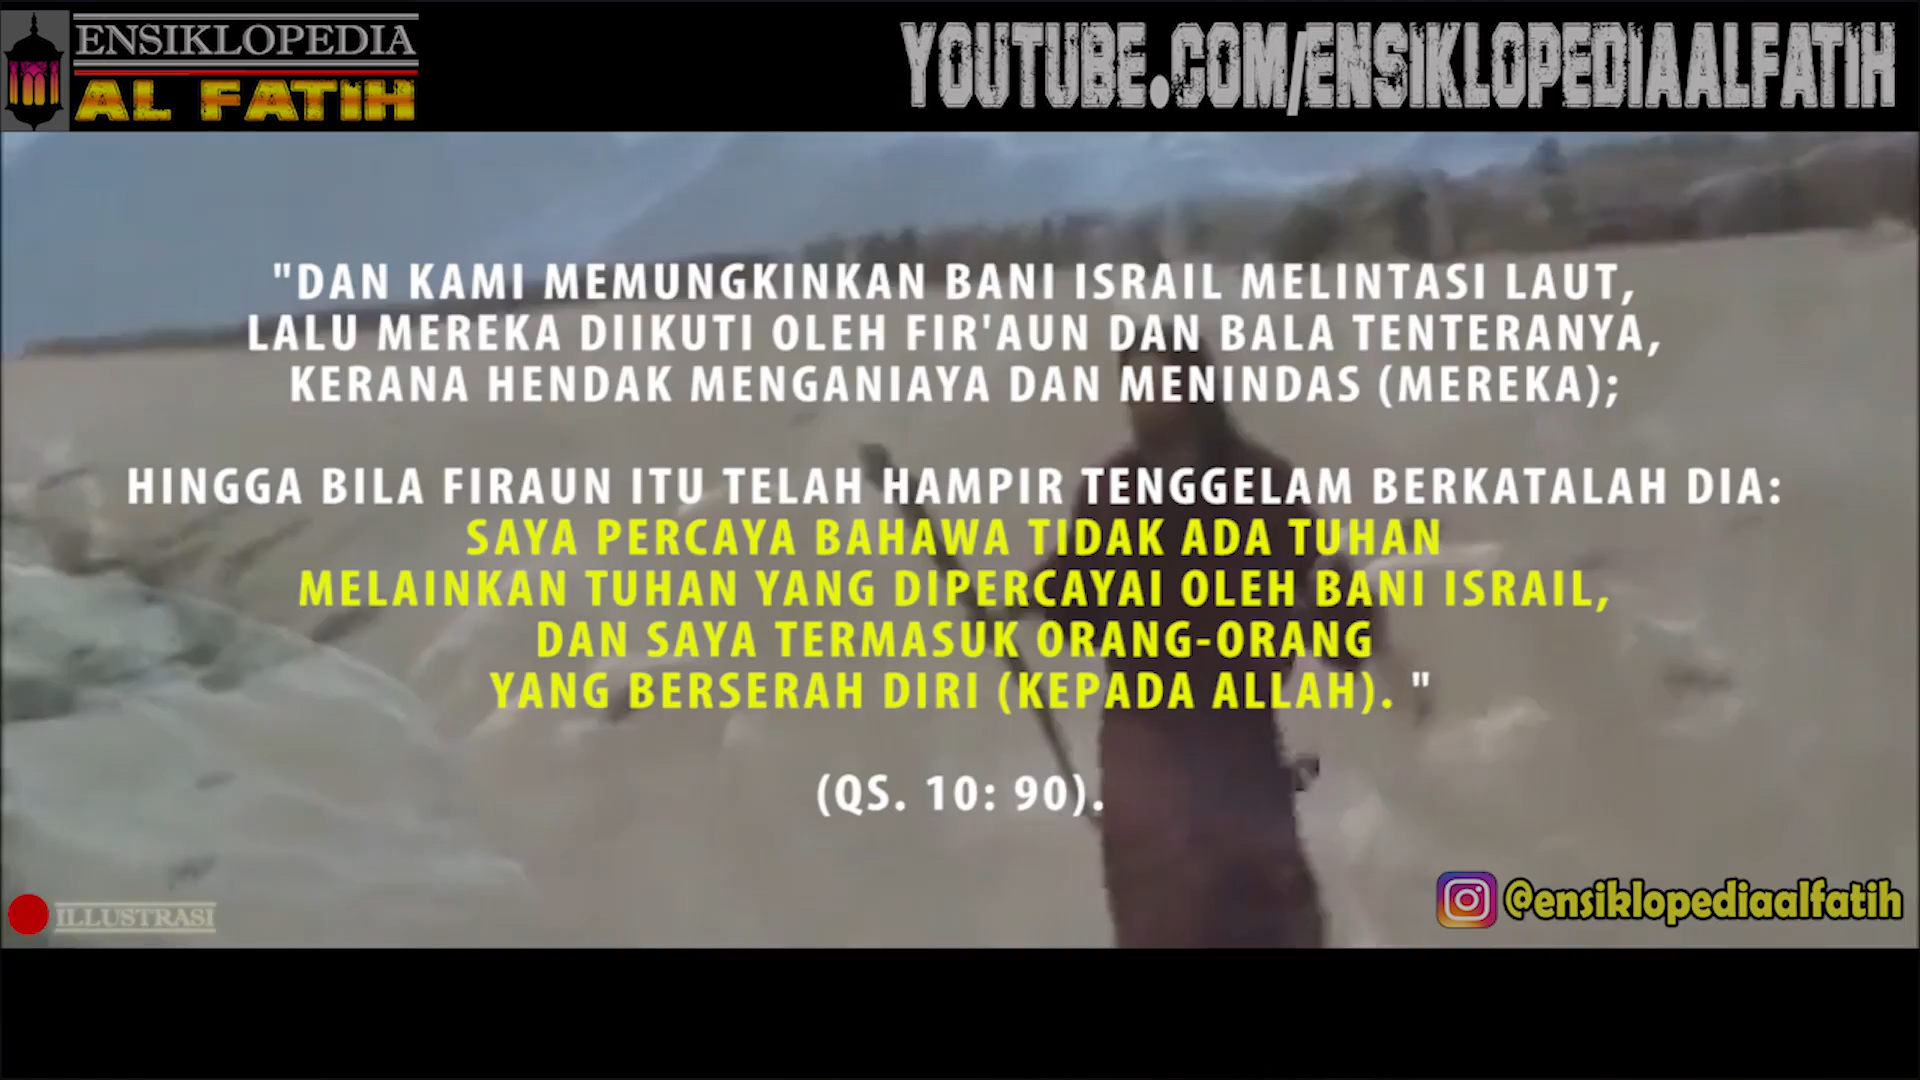 ENSIKLOPEDIA
AL FATIH
YOUTUBE.COM/ENSIKLOPEDIAALFATIH
"DAN KAMI MEMUNGKINKAN BANI ISRAIL MELINTASI LAUT,
LALU MEREKA DIIKUTI OLEH FIR'AUN DAN BALA TENTERANYA,
KERANA HENDAK MENGANIAYA DAN MENINDAS (MEREKA);
HINGGA BILA FIRAUN ITU TELAH HAMPIR TENGGELAM BERKATALAH DIA:
SAYA PERCAYA BAHAWA TIDAK ADA TUHAN
MELAINKAN TUHAN YANG DIPERCAYAI OLEH BANI ISRAIL,
DAN SAYA TERMASUK ORANG-ORANG
YANG BERSERAH DIRI (KEPADA ALLAH). "
(QS. 10: 90).
ILLUSTRASI
@ensiklopediaalfatih